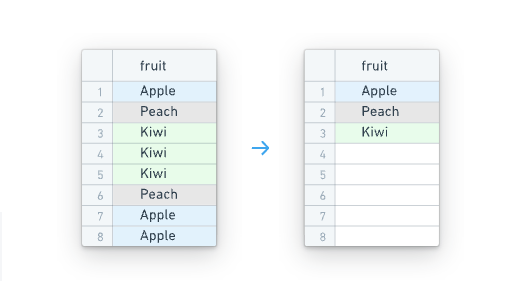 fruit
1 Apple
2 Peach
3 Kiwi
4 Kiwi
5 Kiwi
6 Peach
7 Apple
8 Apple
→
fruit
1 Apple
2 Peach
3 Kiwi
4
5
6
7
8